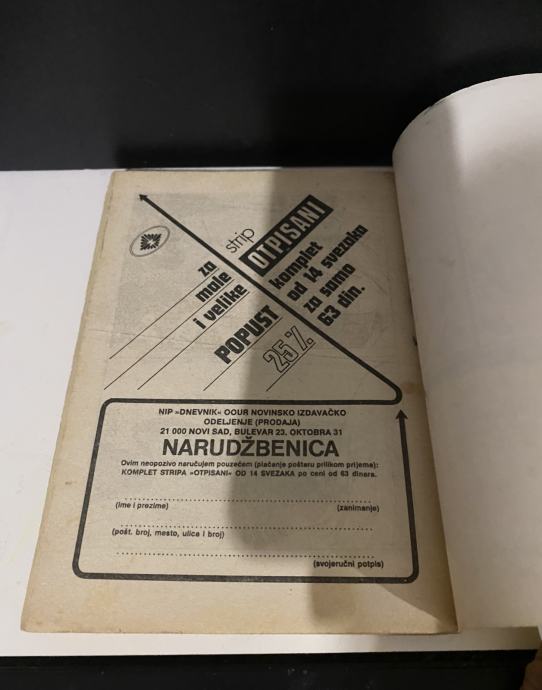 strip
OTPISANI
za
male
i velike
komplet
od 14 svezaka
za samo
63 din.
POPUST
25%
NIP »DNEVNIK« OOUR NOVINSKO IZDAVAČKO
ODELJENJE (PRODAJA)
21 000 NOVI SAD, BULEVAR 23. OKTOBRA 31
NARUDŽBENICA
Ovim neopozivo naručujem pouzećem (plaćanje poštaru prilikom prijema):
KOMPLET STRIPA »OTPISANI« OD 14 SVEZAKA po ceni od 63 dinara.
(ime i prezime) (zanimanje)
(pošt. broj, mesto, ulica i broj)
(svojeručni potpis)